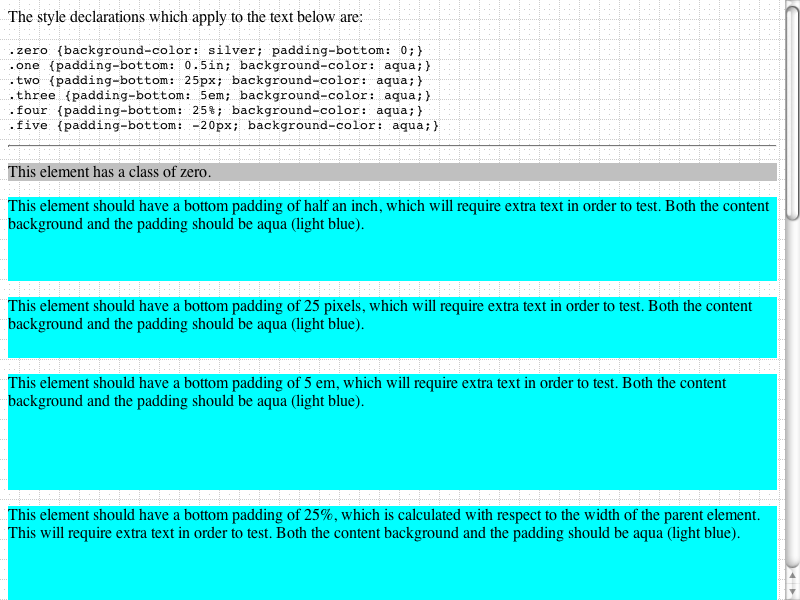 The style declarations which apply to the text below are:
.zero {background-color: silver; padding-bottom: 0;}
.one {padding-bottom: 0.5in; background-color: aqua;}
.two {padding-bottom: 25px; background-color: aqua;}
.three {padding-bottom: 5em; background-color: aqua;}
.four {padding-bottom: 25%; background-color: aqua;}
.five {padding-bottom: -20px; background-color: aqua;}
This element has a class of zero.
This element should have a bottom padding of half an inch, which will require extra text in order to test. Both the content
background and the padding should be aqua (light blue).
This element should have a bottom padding of 25 pixels, which will require extra text in order to test. Both the content
background and the padding should be aqua (light blue).
This element should have a bottom padding of 5 em, which will require extra text in order to test. Both the content
background and the padding should be aqua (light blue).
This element should have a bottom padding of 25%, which is calculated with respect to the width of the parent element.
This will require extra text in order to test. Both the content background and the padding should be aqua (light blue).